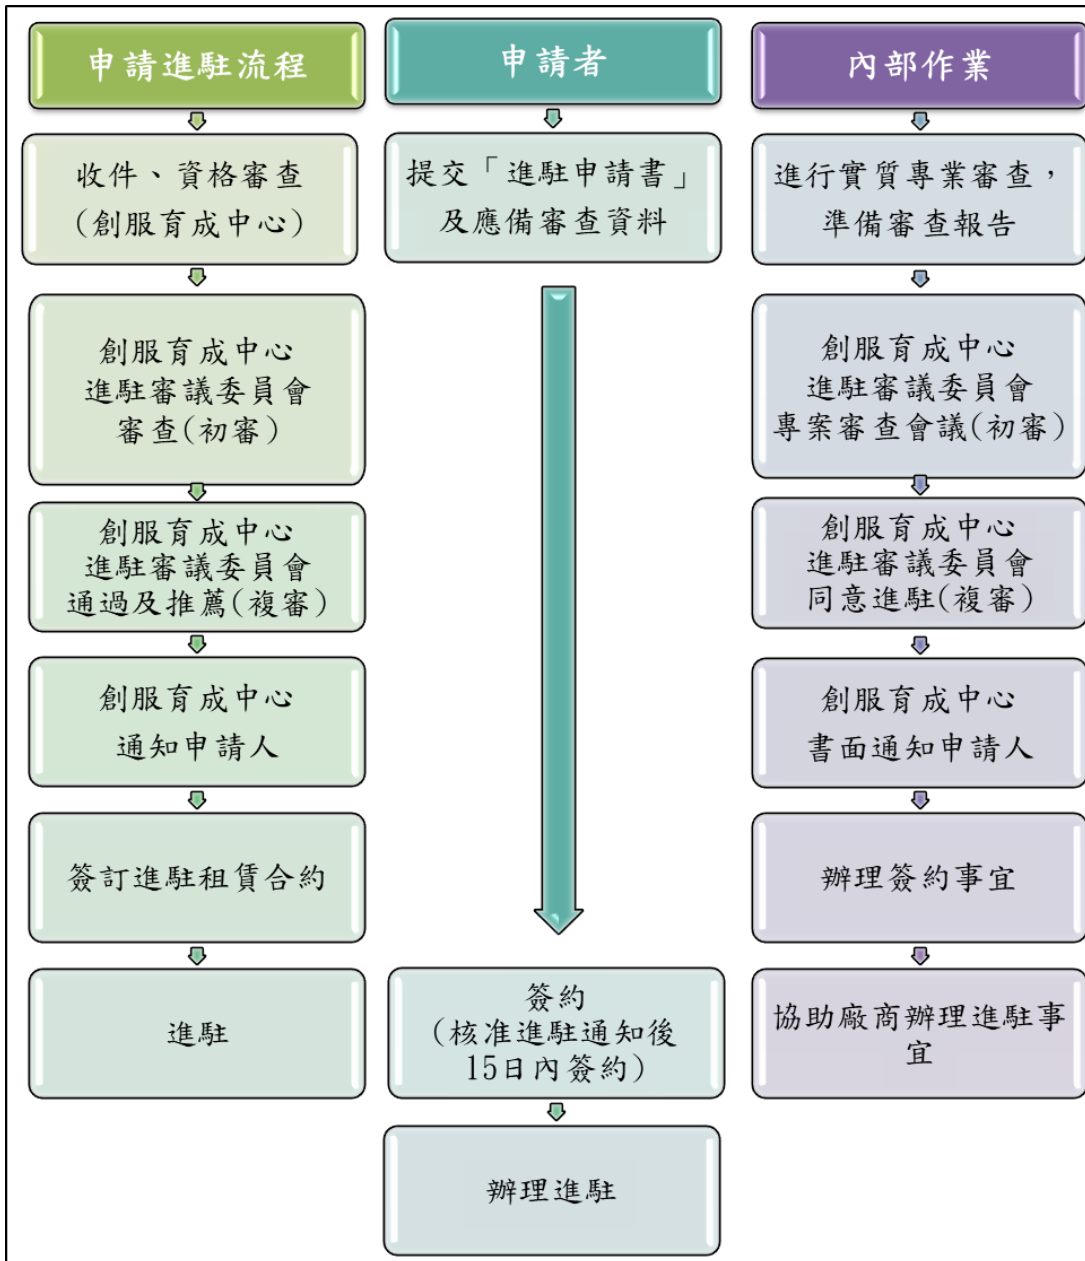 申請進駐流程
收件、資格審查
(創服育成中心)
創服育成中心
進駐審議委員會
審查(初審)
創服育成中心
進駐審議委員會
通過及推薦(複審)
創服育成中心
通知申請人
簽訂進駐租賃合約
進駐
申請者
提交「進駐申請書」
及應備審查資料
簽約
(核准進駐通知後
15日內簽約)
辦理進駐
內部作業
進行實質專業審查，
準備審查報告
創服育成中心
進駐審議委員會
專案審查會議(初審)
創服育成中心
進駐審議委員會
同意進駐(複審)
創服育成中心
書面通知申請人
辦理簽約事宜
協助廠商辦理進駐事
宜